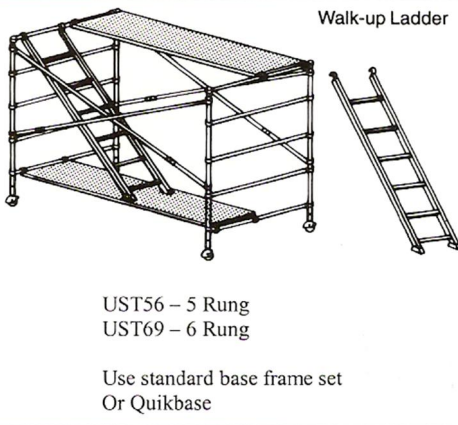 Walk-up Ladder
UST56 – 5 Rung
UST69 – 6 Rung
Use standard base frame set
Or Quikbase